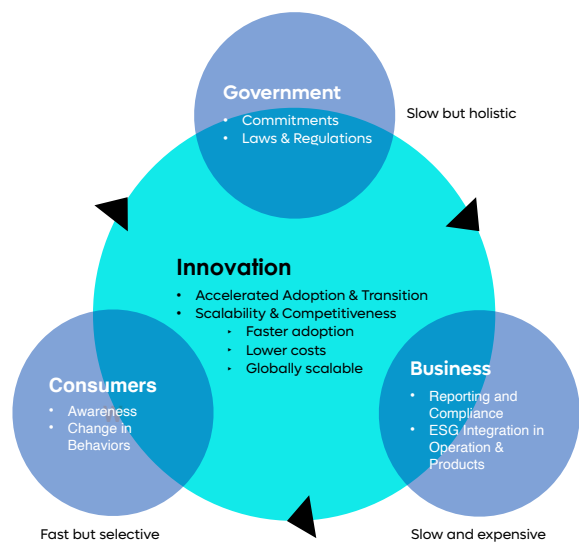 Government
• Commitments
• Laws & Regulations
Slow but holistic
Innovation
• Accelerated Adoption & Transition
• Scalability & Competitiveness
‣ Faster adoption
‣ Lower costs
‣ Globally scalable
Consumers
• Awareness
• Change in
Behaviors
Fast but selective
Business
• Reporting and
Compliance
• ESG Integration in
Operation &
Products
Slow and expensive